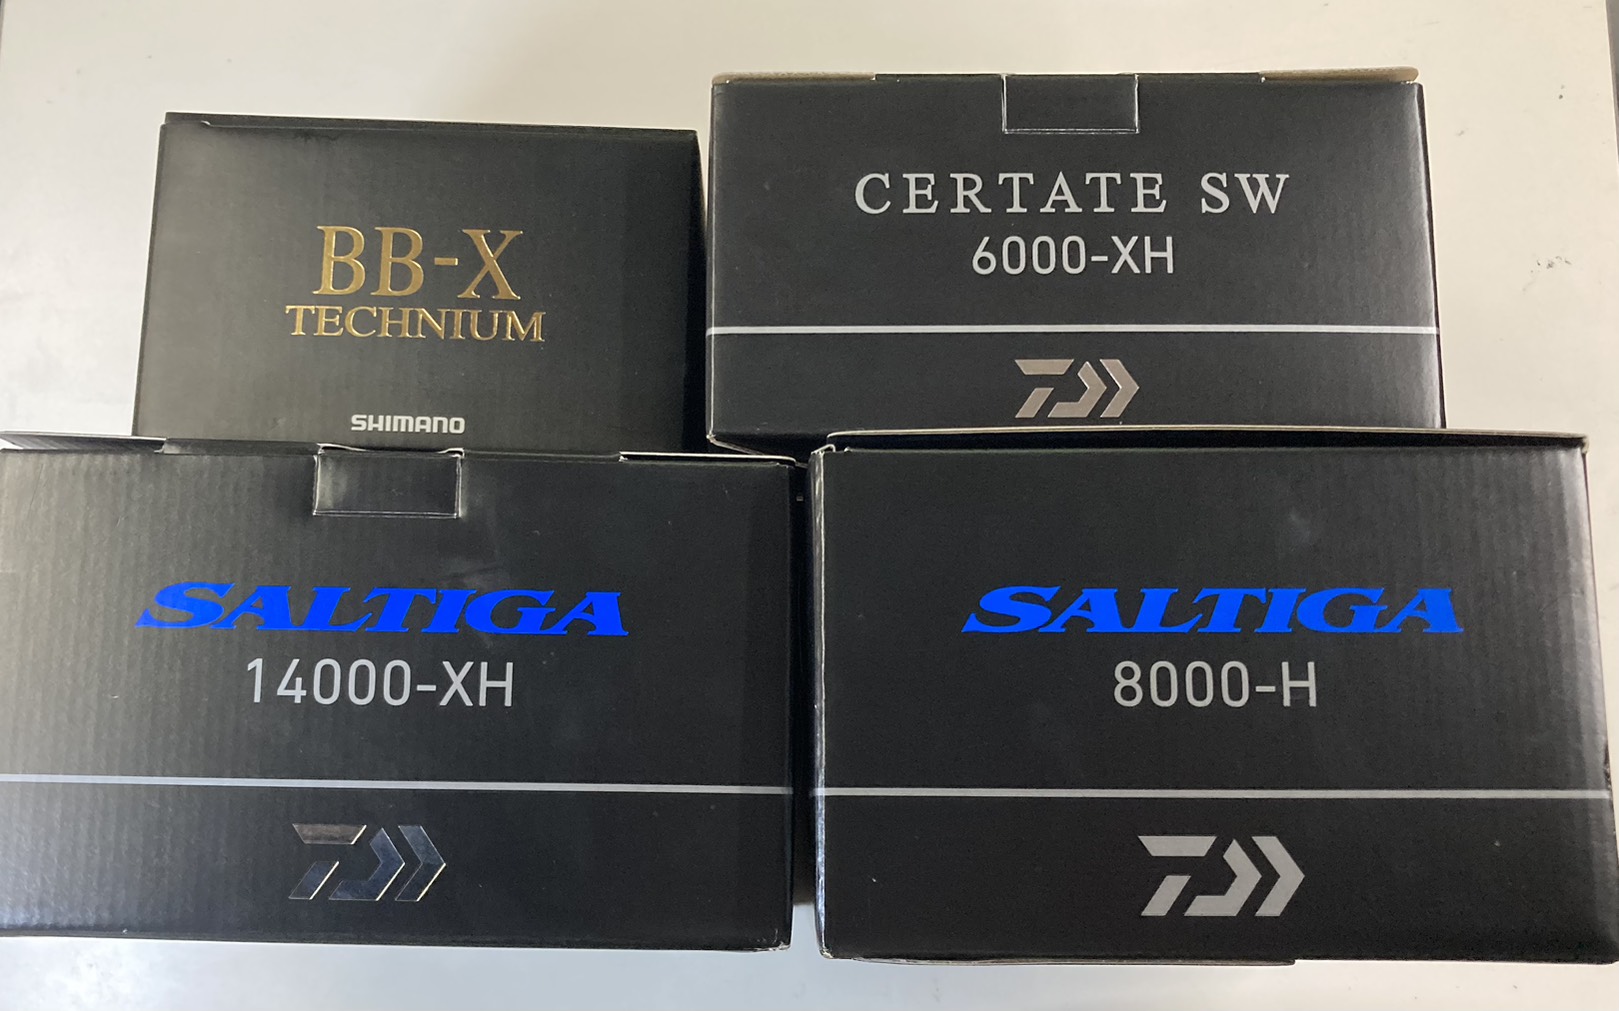 BB-X
TECHNIUM
SHIMANO
CERTATE SW
6000-XH
SALTIGA
14000-XH
SALTIGA
8000-H